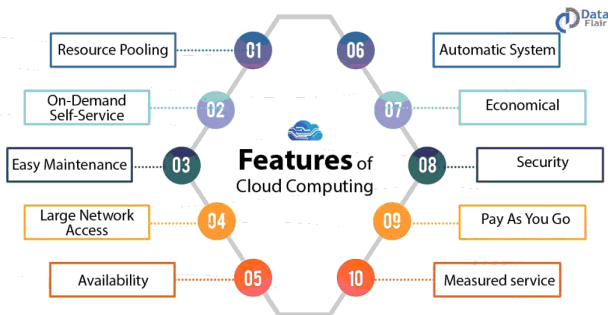 Data
Flair
Resource Pooling
01
06
Automatic System
On-Demand
Self-Service
02
07
Economical
Easy Maintenance
03
Features of
Cloud Computing
08
Security
Large Network
Access
04
09
Pay As You Go
Availability
05
10
Measured service